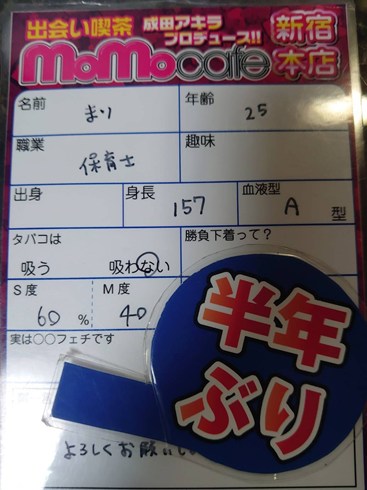 出会い喫茶 成田アキラ プロデュース!! 新宿
MoMocafe 本店
名前 まり 年齢 25
職業 保育士 趣味
出身 身長 157 血液型 A 型
タバコは 勝負下着って?
吸う 吸わない
S度 60 % M度 40
実は○○フェチです
半年
ぶり
よろしくお願いし